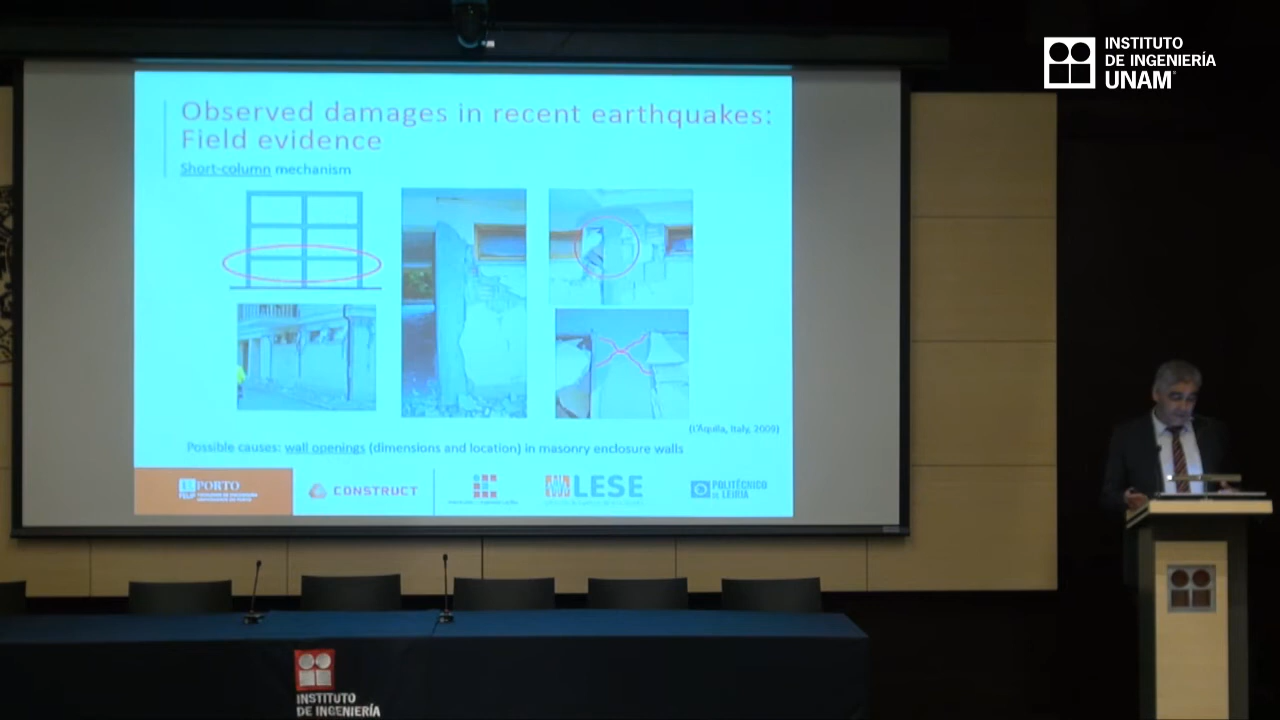 INSTITUTO
DE INGENIERÍA
UNAM
Observed damages in recent earthquakes:
Field evidence
Short-column mechanism
(L'Aquila, Italy, 2009)
Possible causes: wall openings (dimensions and location) in masonry enclosure walls
PORTO
CONSTRUCT
LESE
POLITÉCNICO
DE LEIRIA
INSTITUTO
DE INGENIERÍA